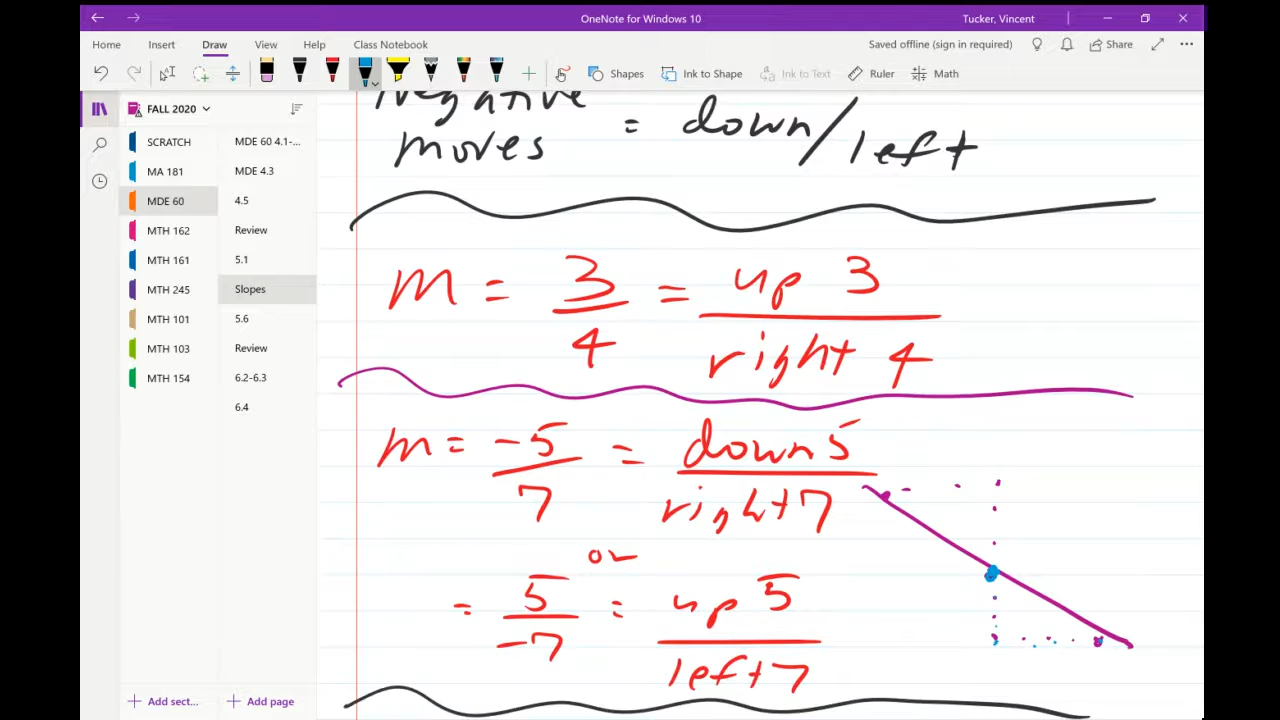 OneNote for Windows 10
Tucker, Vincent
Home Insert Draw View Help Class Notebook
Saved offline (sign in required)
Share
Shapes
Ink to Shape
Ink to Text
Ruler
Math
FALL 2020
SCRATCH
MA 181
MDE 60
MTH 162
MTH 161
MTH 245
MTH 101
MTH 103
MTH 154
MDE 60 4.1-...
MDE 4.3
4.5
Review
5.1
Slopes
5.6
Review
6.2-6.3
6.4
Add sect...
Add page
negative
moves = down/left
m = 3/4 = up 3/right 4
m = -5/7 = down 5/right 7
or
= 5/-7 = up 5/left 7